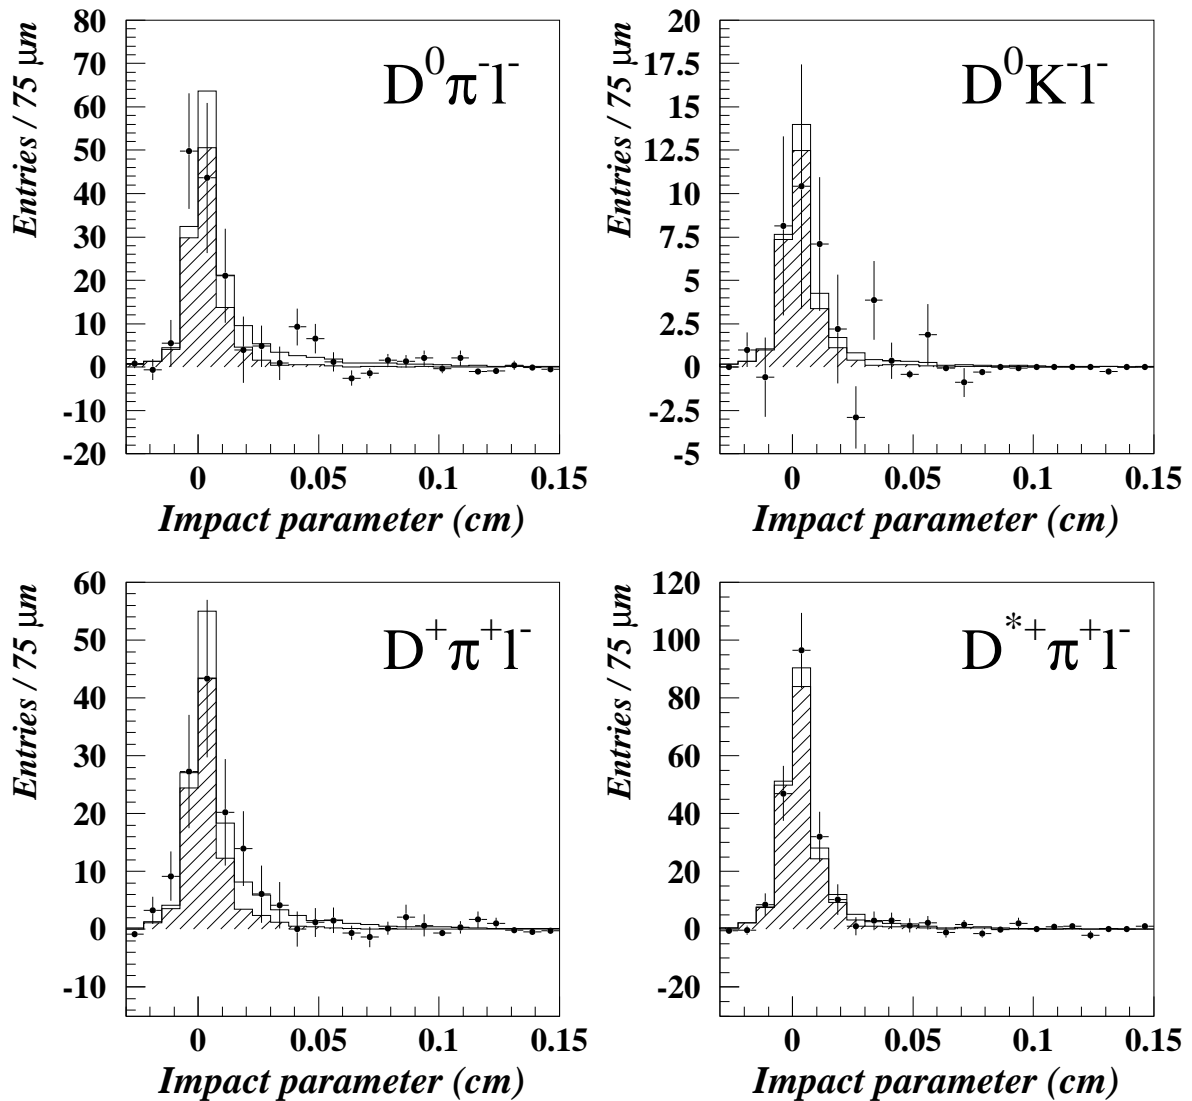 Entries / 75 μm
80
70
60
50
40
30
20
10
0
-10
-20
D⁰π⁻l⁻
0 0.05 0.1 0.15
Impact parameter (cm)
Entries / 75 μm
20
17.5
15
12.5
10
7.5
5
2.5
0
-2.5
-5
D⁰K⁻l⁻
0 0.05 0.1 0.15
Impact parameter (cm)
Entries / 75 μm
60
50
40
30
20
10
0
-10
D⁺π⁺l⁻
0 0.05 0.1 0.15
Impact parameter (cm)
Entries / 75 μm
120
100
80
60
40
20
0
-20
D*⁺π⁺l⁻
0 0.05 0.1 0.15
Impact parameter (cm)